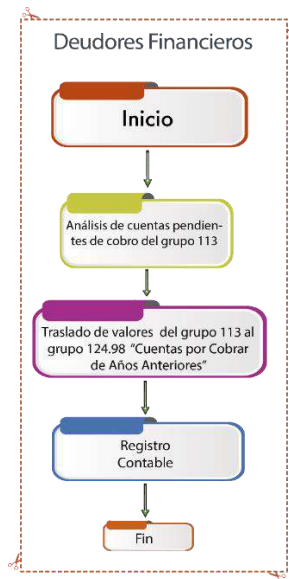 Deudores Financieros
Inicio
Análisis de cuentas pendien-
tes de cobro del grupo 113
Traslado de valores del grupo 113 al
grupo 124.98 "Cuentas por Cobrar
de Años Anteriores"
Registro
Contable
Fin